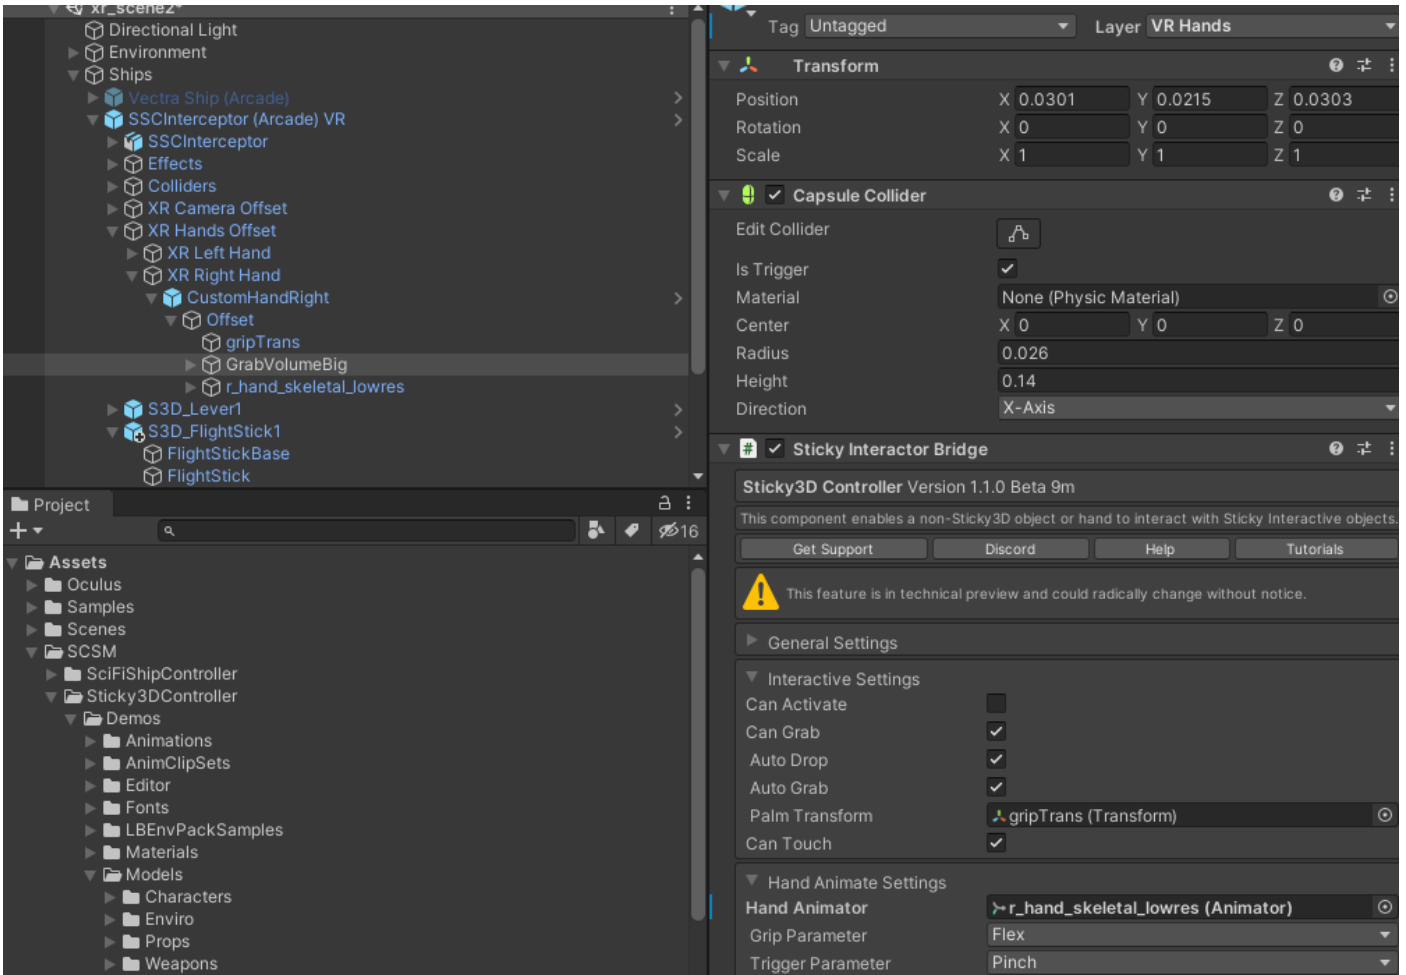 xr_scene2*
Directional Light
Environment
Ships
Vectra Ship (Arcade)
SSCInterceptor (Arcade) VR
SSCInterceptor
Effects
Colliders
XR Camera Offset
XR Hands Offset
XR Left Hand
XR Right Hand
CustomHandRight
Offset
gripTrans
GrabVolumeBig
r_hand_skeletal_lowres
S3D_Lever1
S3D_FlightStick1
FlightStickBase
FlightStick
Project
16
Assets
Oculus
Samples
Scenes
SCSM
SciFiShipController
Sticky3DController
Demos
Animations
AnimClipSets
Editor
Fonts
LBEnvPackSamples
Materials
Models
Characters
Enviro
Props
Weapons
Tag Untagged Layer VR Hands
Transform
Position X 0.0301 Y 0.0215 Z 0.0303
Rotation X 0 Y 0 Z 0
Scale X 1 Y 1 Z 1
Capsule Collider
Edit Collider
Is Trigger
Material None (Physic Material)
Center X 0 Y 0 Z 0
Radius 0.026
Height 0.14
Direction X-Axis
# Sticky Interactor Bridge
Sticky3D Controller Version 1.1.0 Beta 9m
This component enables a non-Sticky3D object or hand to interact with Sticky Interactive objects.
Get Support Discord Help Tutorials
This feature is in technical preview and could radically change without notice.
General Settings
Interactive Settings
Can Activate
Can Grab
Auto Drop
Auto Grab
Palm Transform gripTrans (Transform)
Can Touch
Hand Animate Settings
Hand Animator r_hand_skeletal_lowres (Animator)
Grip Parameter Flex
Trigger Parameter Pinch